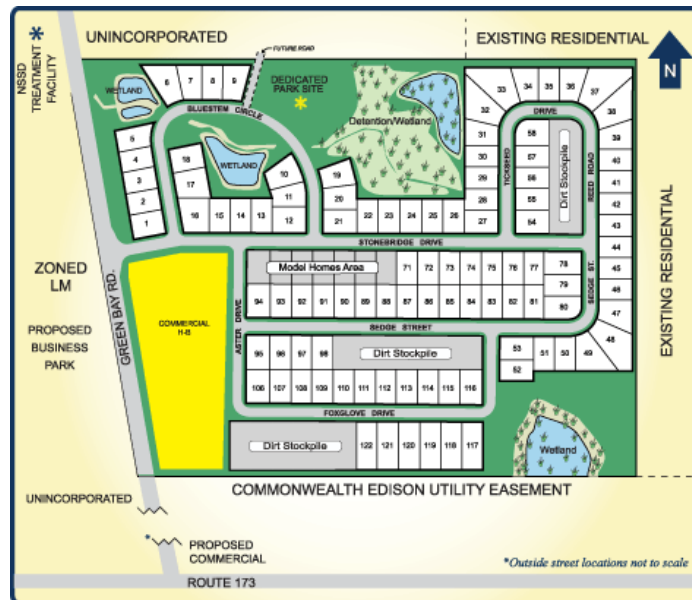 UNINCORPORATED
EXISTING RESIDENTIAL
FUTURE ROAD
N
NSSD
TREATMENT
FACILITY
*
WETLAND
6 7 8 9
DEDICATED
PARK SITE
BLUESTEM CIRCLE
Detention/Wetland
33 34 35 36 37
32 38
DRIVE
5
4
3
2
1
18
17
16 15 14 13 12
11
10
WETLAND
19
20
21 22 23 24 25 26
31
30
29
28
27
TICKSEED
58
57
56
55
54
Dirt Stockpile
REED ROAD
39
40
41
42
43
44
45
46
47
48
EXISTING RESIDENTIAL
STONEBRIDGE DRIVE
ZONED
LM
PROPOSED
BUSINESS
PARK
GREEN BAY RD.
COMMERCIAL
H-B
ASTER DRIVE
Model Homes Area
71 72 73 74 75 76 77 78
79
80
94 93 92 91 90 89 88 87 86 85 84 83 82 81
SEDGE ST.
SEDGE STREET
95 96 97 98
Dirt Stockpile
53
52
51 50 49
106 107 108 109 110 111 112 113 114 115 116
FOXGLOVE DRIVE
Dirt Stockpile
122 121 120 119 118 117
Wetland
COMMONWEALTH EDISON UTILITY EASEMENT
UNINCORPORATED
*
PROPOSED
COMMERCIAL
*Outside street locations not to scale
ROUTE 173